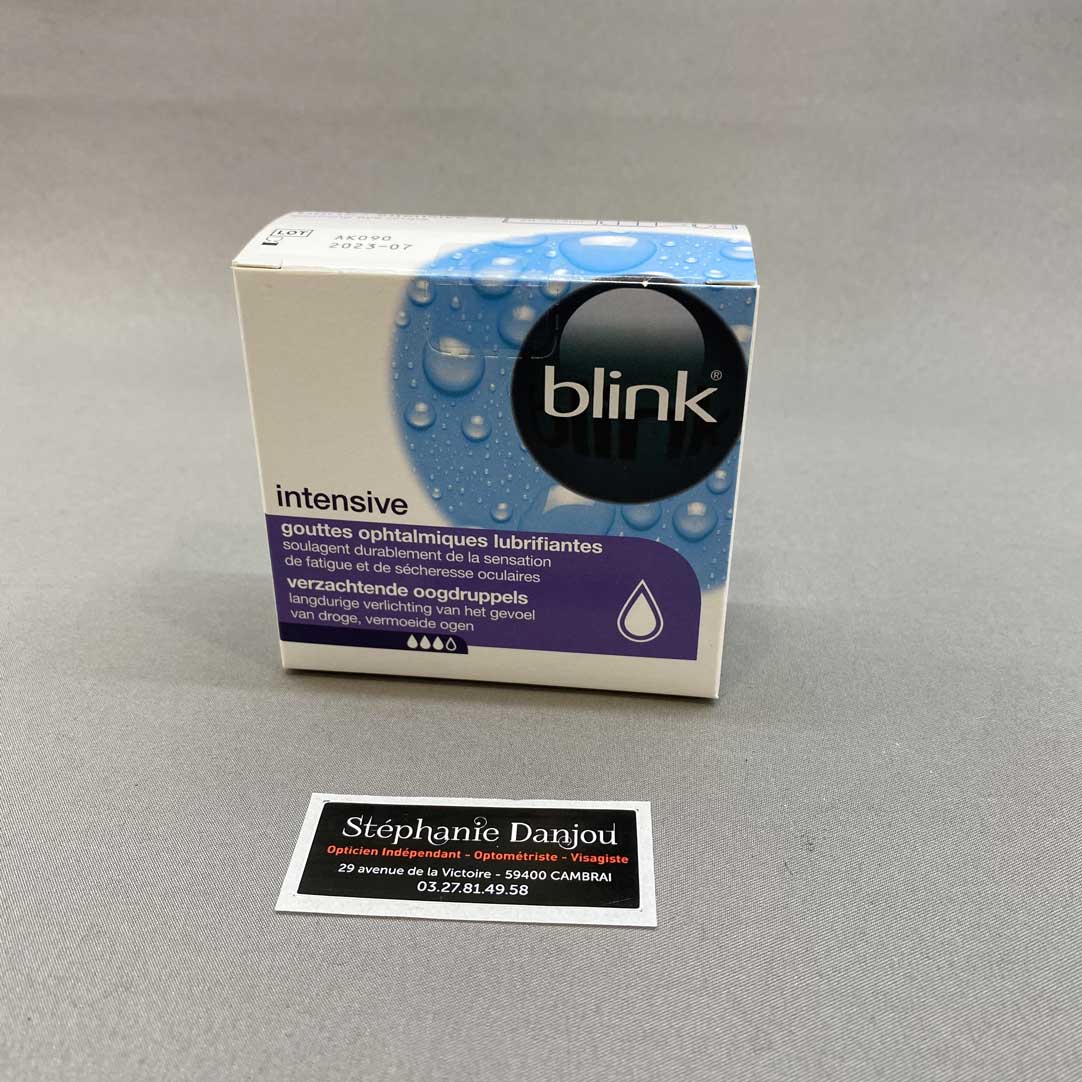 LOT
AK090
2023-07
blink®
intensive
gouttes ophtalmiques lubrifiantes
soulagent durablement de la sensation
de fatigue et de sécheresse oculaires
verzachtende oogdruppels
langdurige verlichting van het gevoel
van droge, vermoeide ogen
Stéphanie Danjou
Opticien Indépendant - Optométriste - Visagiste
29 avenue de la Victoire - 59400 CAMBRAI
03.27.81.49.58